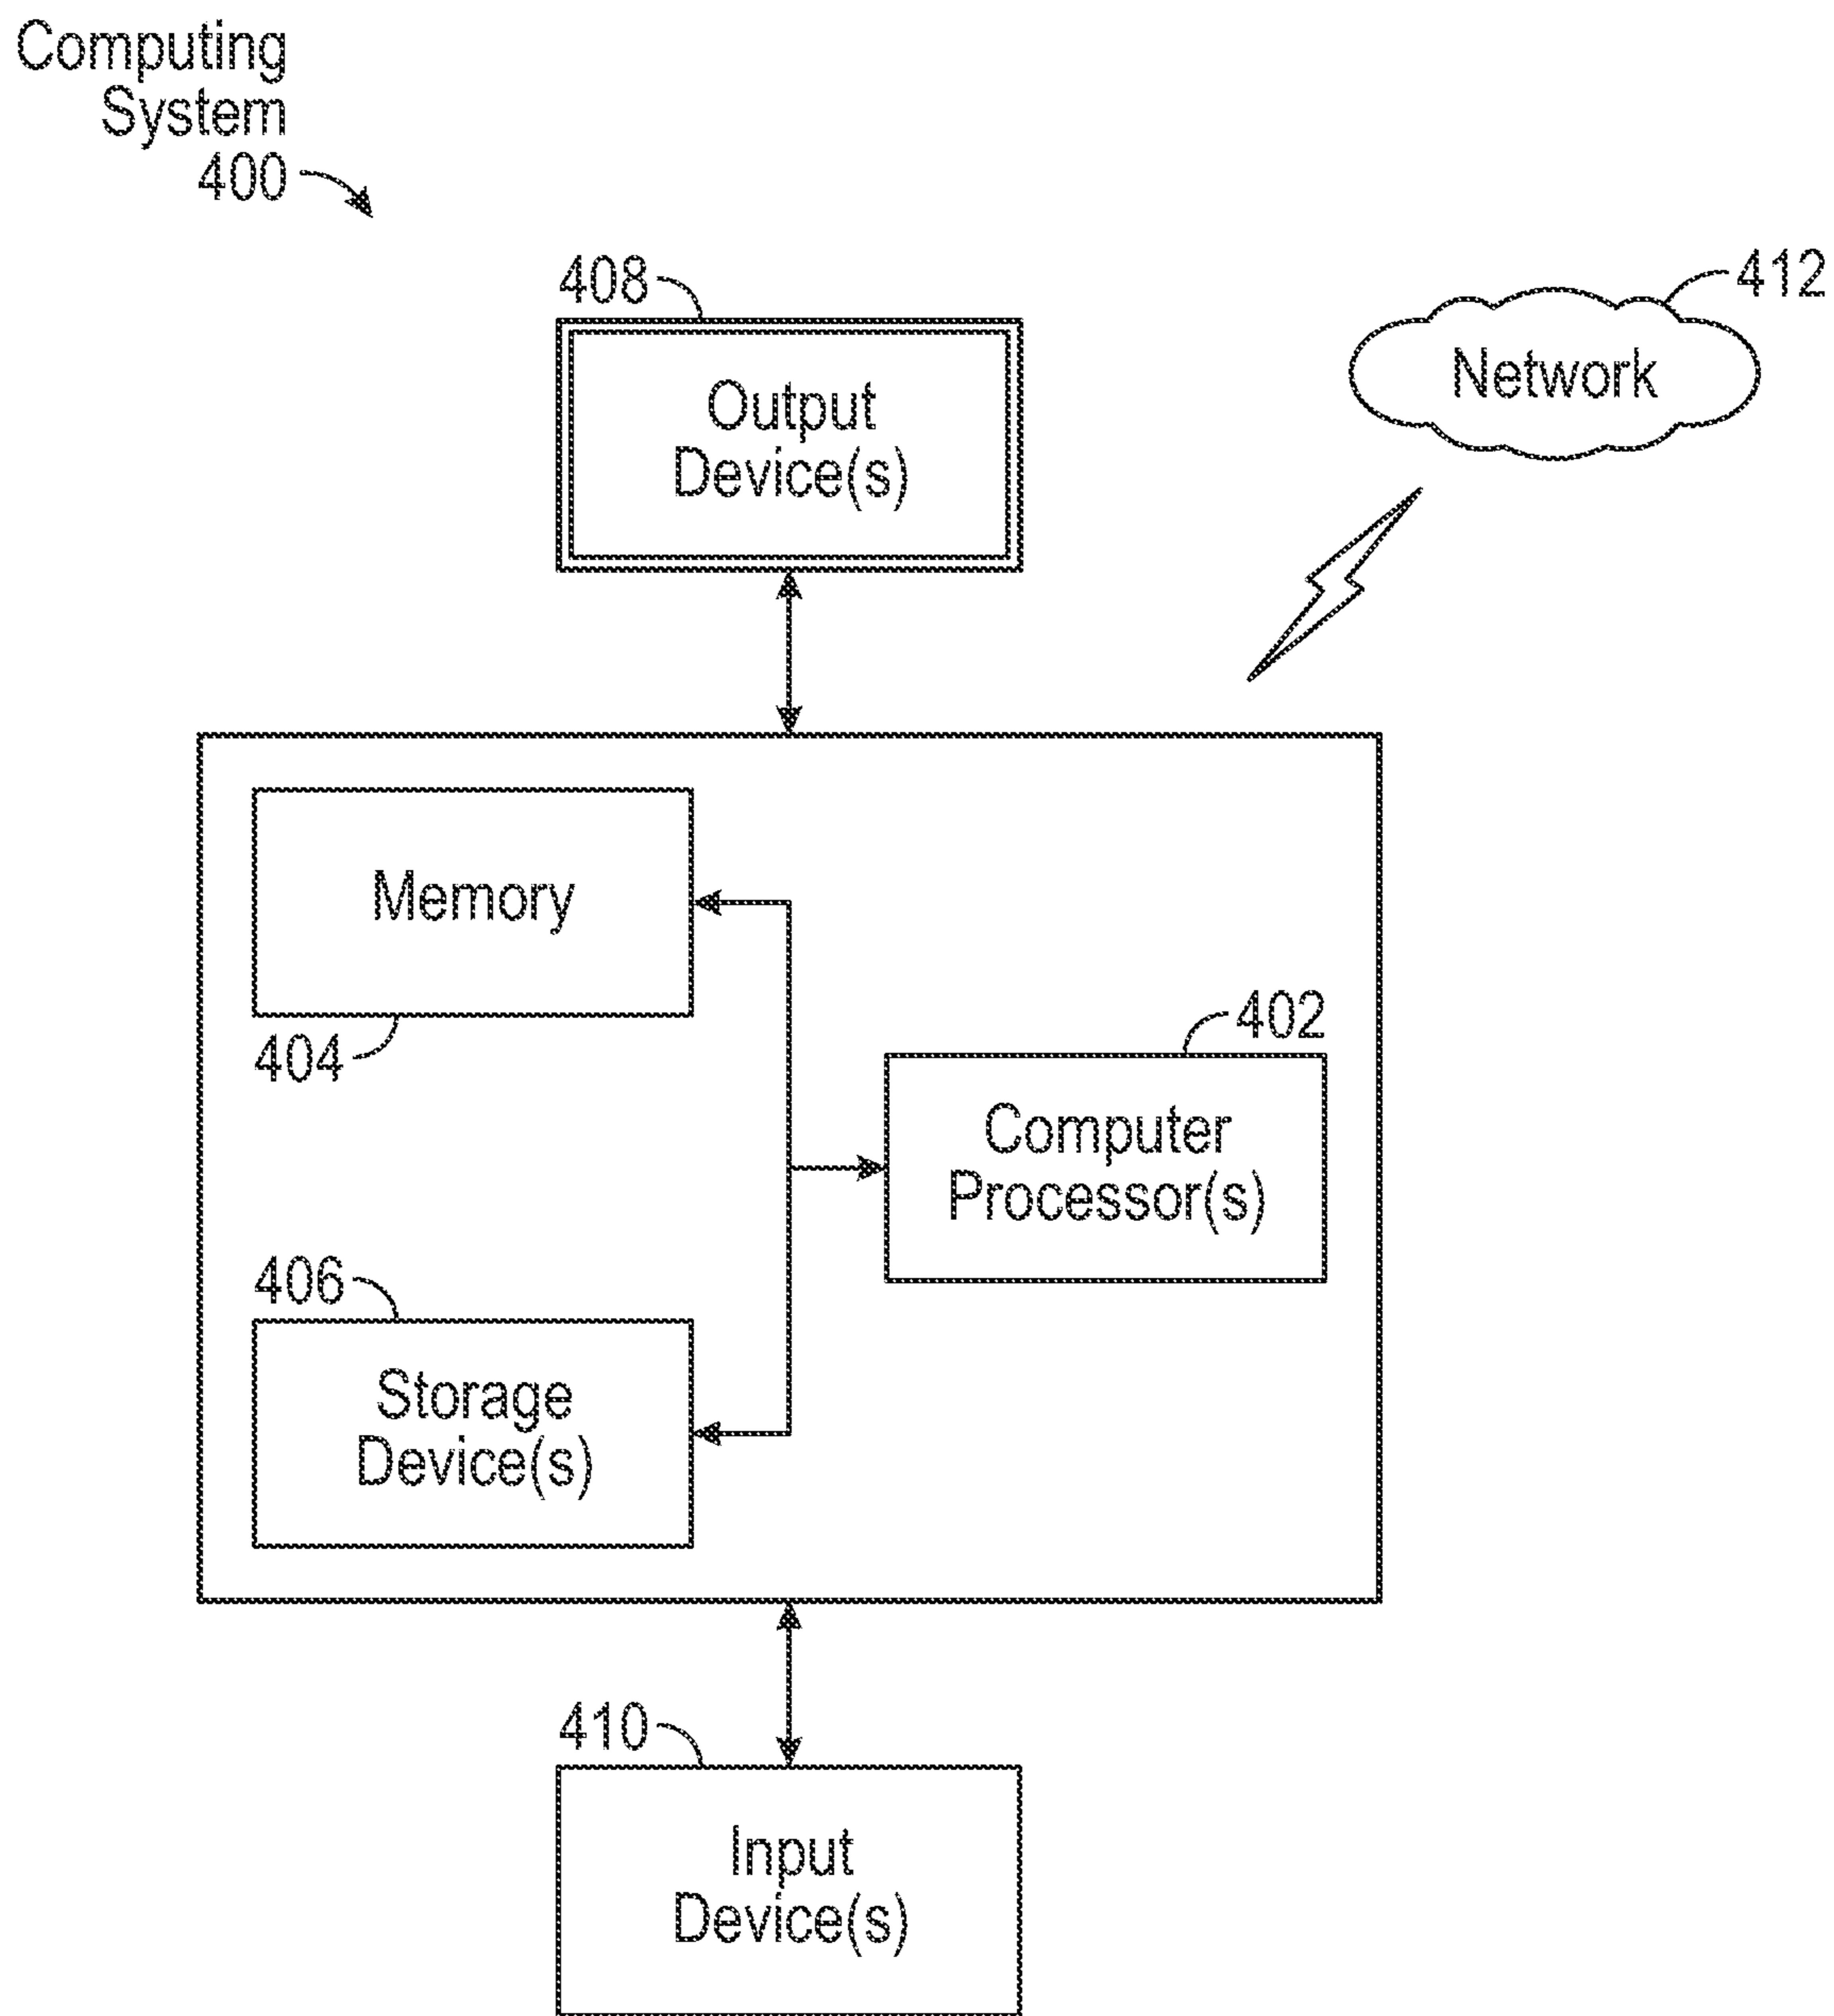 Computing
System
400
408
412
Output
Device(s)
Network
Memory
404
402
Computer
Processor(s)
406
Storage
Device(s)
410
Input
Device(s)